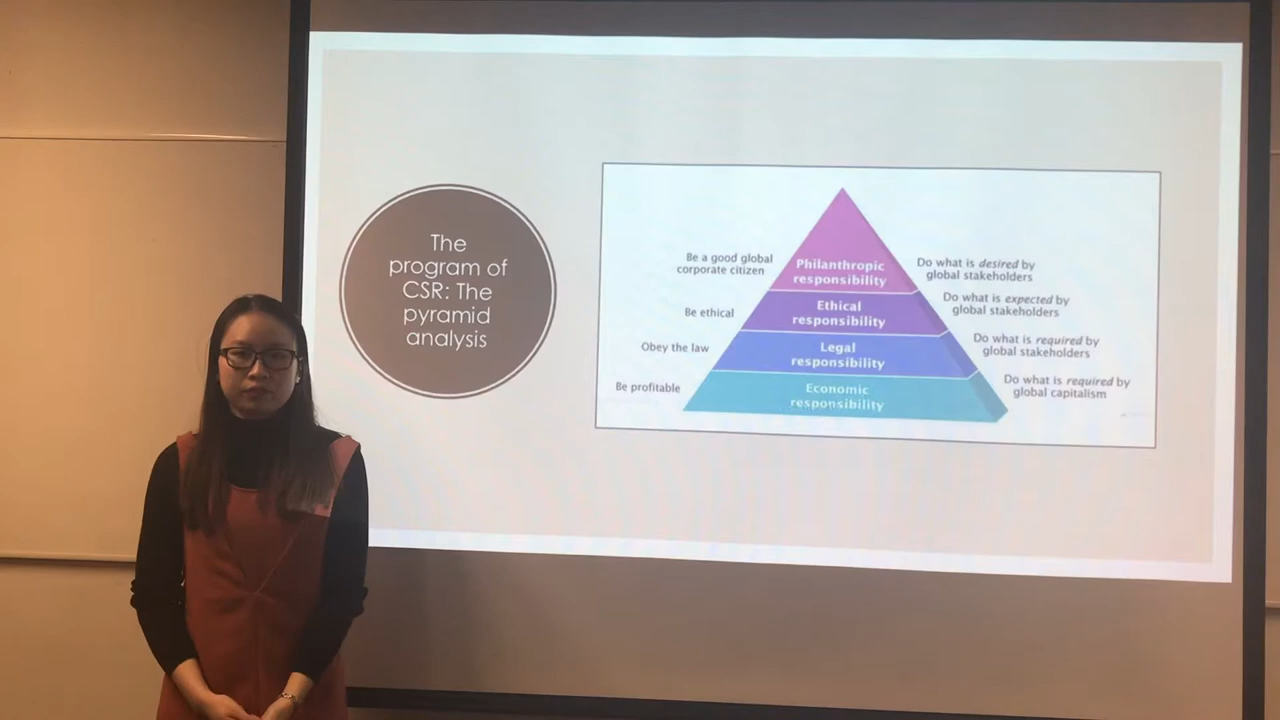 The
program of
CSR: The
pyramid
analysis
Be a good global
corporate citizen
Philanthropic
responsibility
Do what is desired by
global stakeholders
Be ethical
Ethical
responsibility
Do what is expected by
global stakeholders
Obey the law
Legal
responsibility
Do what is required by
global stakeholders
Be profitable
Economic
responsibility
Do what is required by
global capitalism